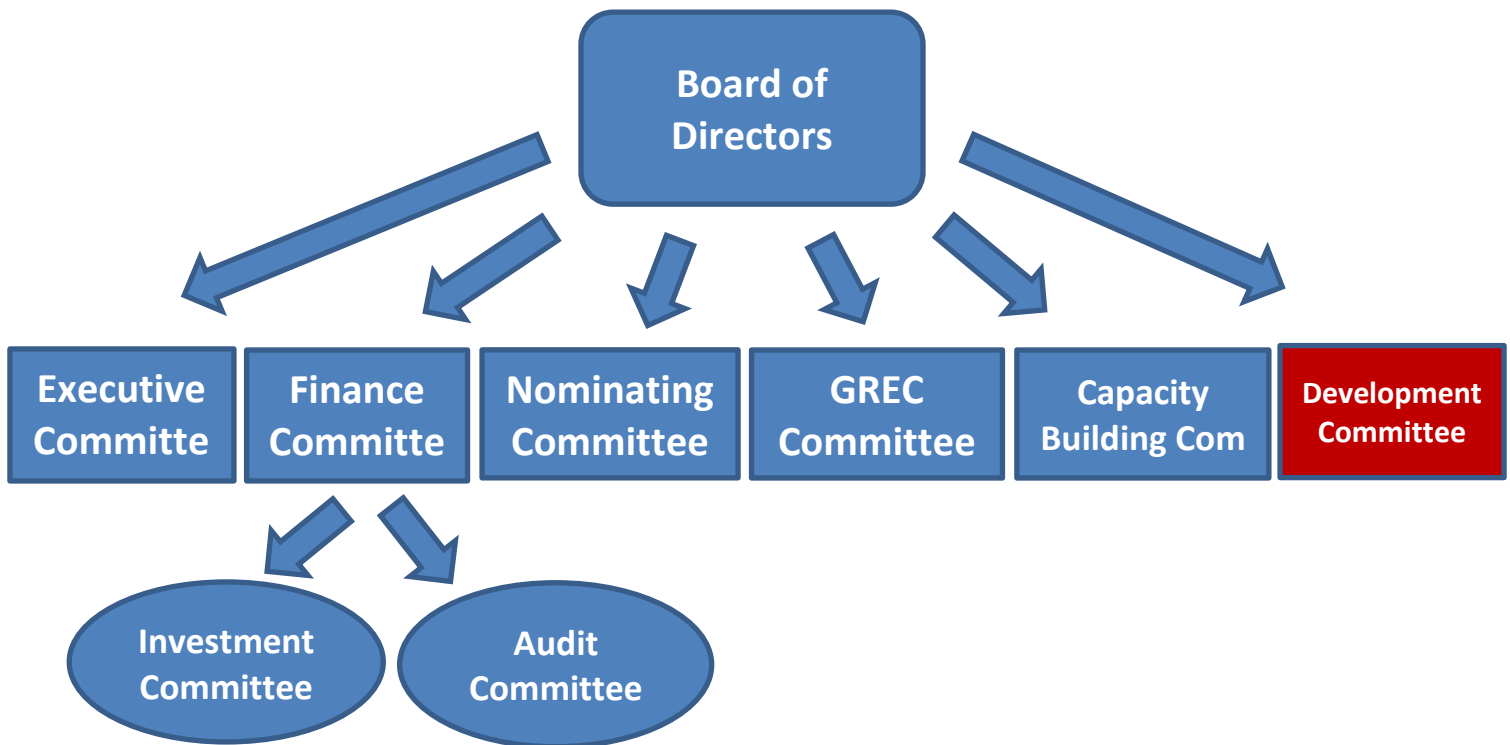 Board of
Directors
Executive
Committe
Finance
Committe
Nominating
Committee
GREC
Committee
Capacity
Building Com
Development
Committee
Investment
Committee
Audit
Committee